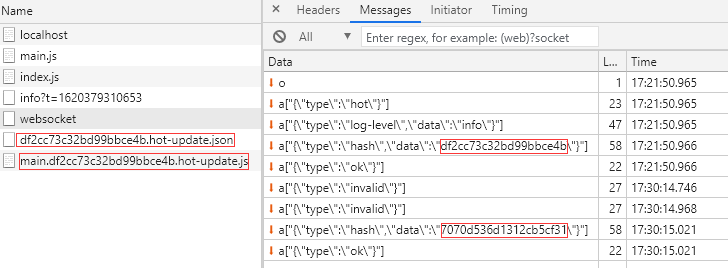 Name
localhost
main.js
index.js
info?t=1620379310653
websocket
df2cc73c32bd99bbce4b.hot-update.json
main.df2cc73c32bd99bbce4b.hot-update.js
Headers Messages Initiator Timing
All Enter regex, for example: (web)?socket
Data L... Time
o 1 17:21:50.965
a["{\"type\":\"hot\"}"] 23 17:21:50.965
a["{\"type\":\"log-level\",\"data\":\"info\"}"] 47 17:21:50.966
a["{\"type\":\"hash\",\"data\":\"df2cc73c32bd99bbce4b\"}"] 58 17:21:50.966
a["{\"type\":\"ok\"}"] 22 17:21:50.966
a["{\"type\":\"invalid\"}"] 27 17:30:14.746
a["{\"type\":\"invalid\"}"] 27 17:30:14.968
a["{\"type\":\"hash\",\"data\":\"7070d536d1312cb5cf31\"}"] 58 17:30:15.021
a["{\"type\":\"ok\"}"] 22 17:30:15.021